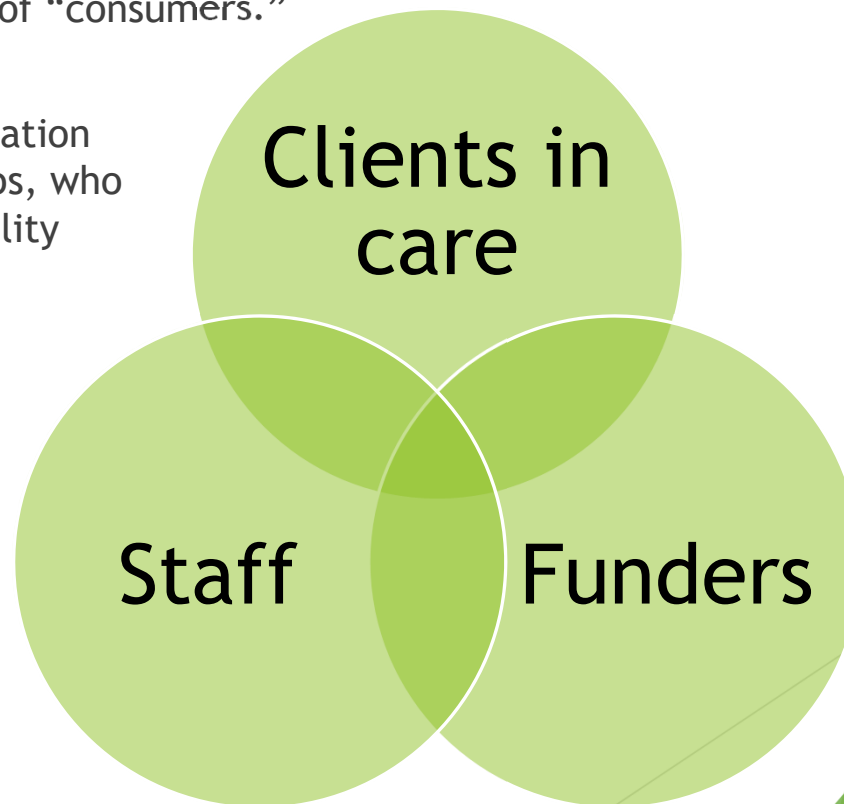 of “consumers.”
ation
os, who
lity
Clients in
care
Staff
Funders